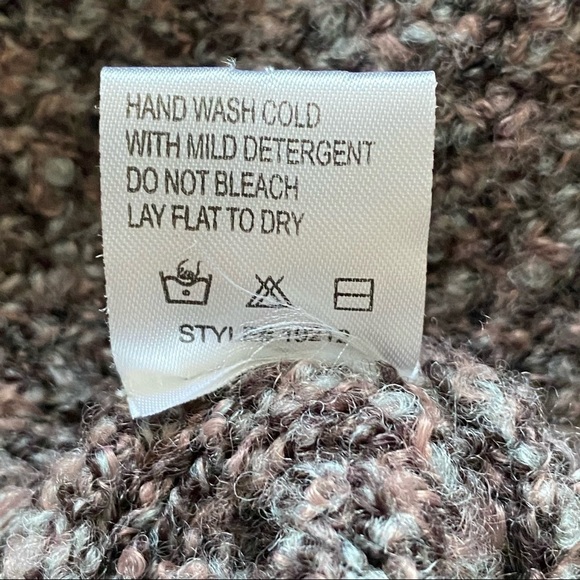 HAND WASH COLD
WITH MILD DETERGENT
DO NOT BLEACH
LAY FLAT TO DRY